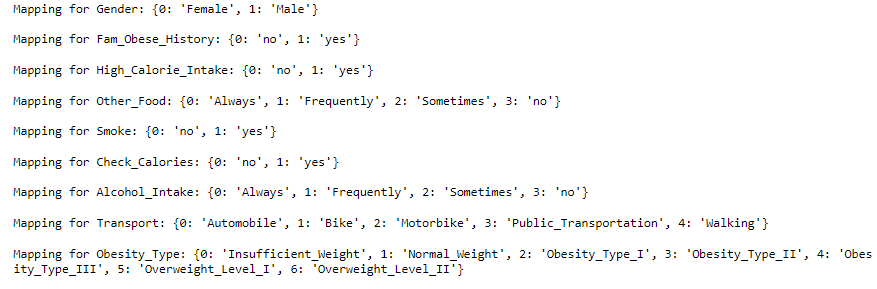 Mapping for Gender: {0: 'Female', 1: 'Male'}
Mapping for Fam_Obese_History: {0: 'no', 1: 'yes'}
Mapping for High_Calorie_Intake: {0: 'no', 1: 'yes'}
Mapping for Other_Food: {0: 'Always', 1: 'Frequently', 2: 'Sometimes', 3: 'no'}
Mapping for Smoke: {0: 'no', 1: 'yes'}
Mapping for Check_Calories: {0: 'no', 1: 'yes'}
Mapping for Alcohol_Intake: {0: 'Always', 1: 'Frequently', 2: 'Sometimes', 3: 'no'}
Mapping for Transport: {0: 'Automobile', 1: 'Bike', 2: 'Motorbike', 3: 'Public_Transportation', 4: 'Walking'}
Mapping for Obesity_Type: {0: 'Insufficient_Weight', 1: 'Normal_Weight', 2: 'Obesity_Type_I', 3: 'Obesity_Type_II', 4: 'Obes
ity_Type_III', 5: 'Overweight_Level_I', 6: 'Overweight_Level_II'}